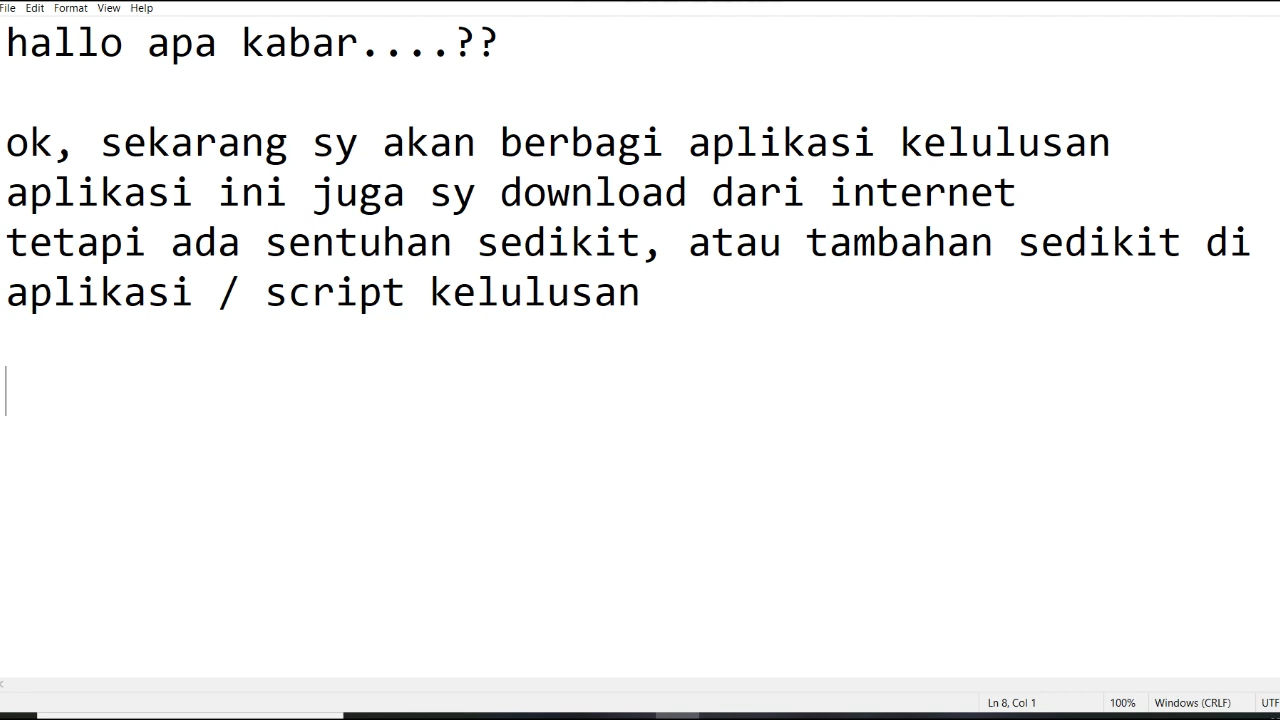 File Edit Format View Help
hallo apa kabar....??
ok, sekarang sy akan berbagi aplikasi kelulusan
aplikasi ini juga sy download dari internet
tetapi ada sentuhan sedikit, atau tambahan sedikit di
aplikasi / script kelulusan
Ln 8, Col 1 100% Windows (CRLF) UTF